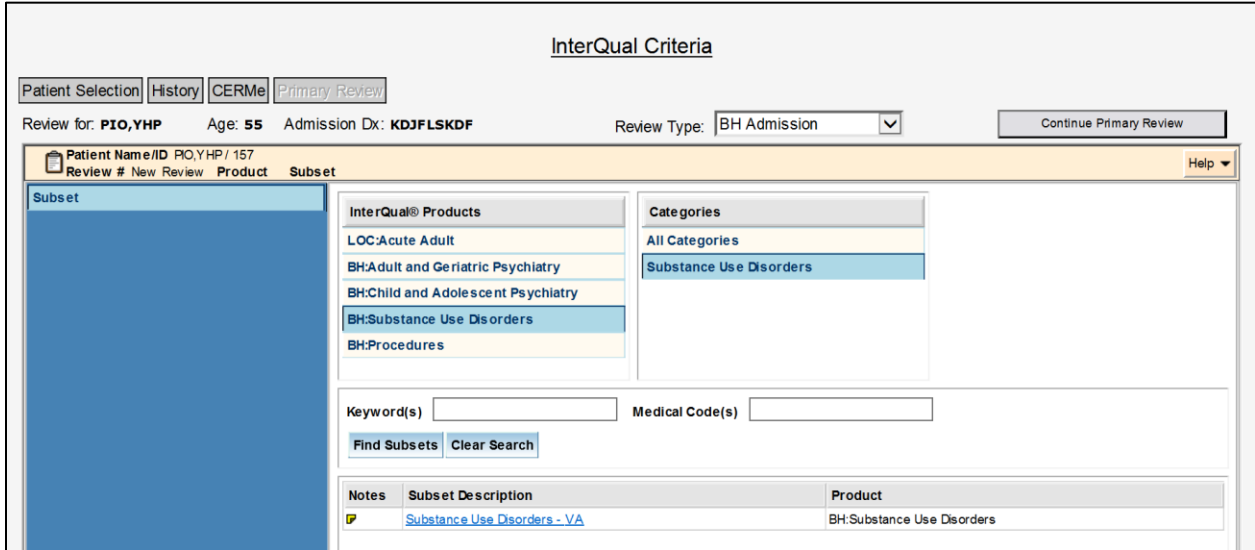 InterQual Criteria
Patient Selection History CERMe Primary Review
Review for: PIO,YHP Age: 55 Admission Dx: KDJFLSKDF Review Type: BH Admission Continue Primary Review
Patient Name/ID PIO,YHP / 157
Review # New Review Product Subset
Help
Subset
InterQual® Products
LOC:Acute Adult
BH:Adult and Geriatric Psychiatry
BH:Child and Adolescent Psychiatry
BH:Substance Use Disorders
BH:Procedures
Categories
All Categories
Substance Use Disorders
Keyword(s) Medical Code(s)
Find Subsets Clear Search
Notes Subset Description Product
Substance Use Disorders - VA BH:Substance Use Disorders